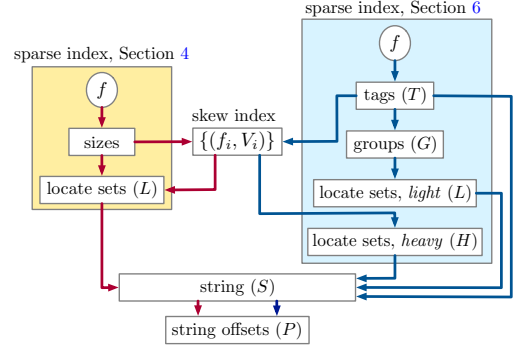 sparse index, Section 6
f
sparse index, Section 4
f
tags (T)
skew index
sizes
{(f_i, V_i)}
groups (G)
locate sets (L)
locate sets, light (L)
locate sets, heavy (H)
string (S)
string offsets (P)